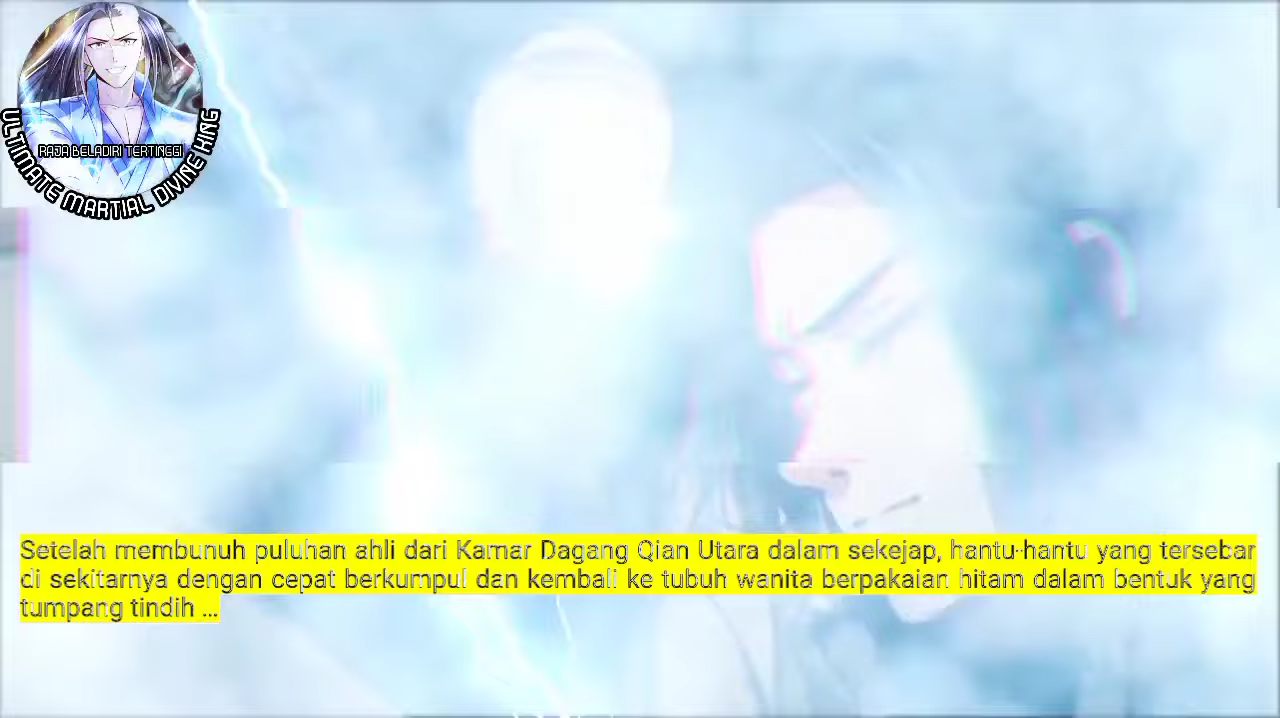 RAJA BELADIRI TERTINGGI
ULTIMATE MARTIAL DIVINE KING
Setelah membunuh puluhan ahli dari Kamar Dagang Qian Utara dalam sekejap, hantu-hantu yang tersebar
di sekitarnya dengan cepat berkumpul dan kembali ke tubuh wanita berpakaian hitam dalam bentuk yang
tumpang tindih ...